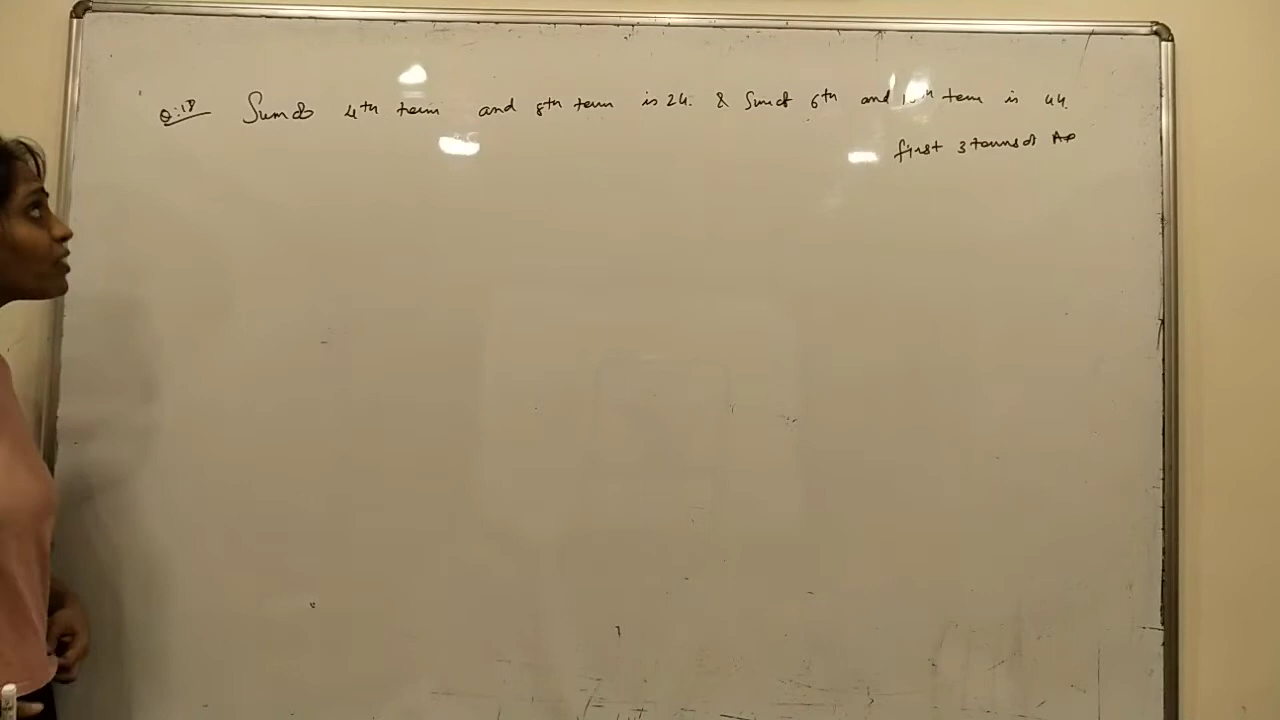 Q:18 Sum of 4th term and 8th term is 24. & Sum of 6th and term is 44.
first 3 terms of AP